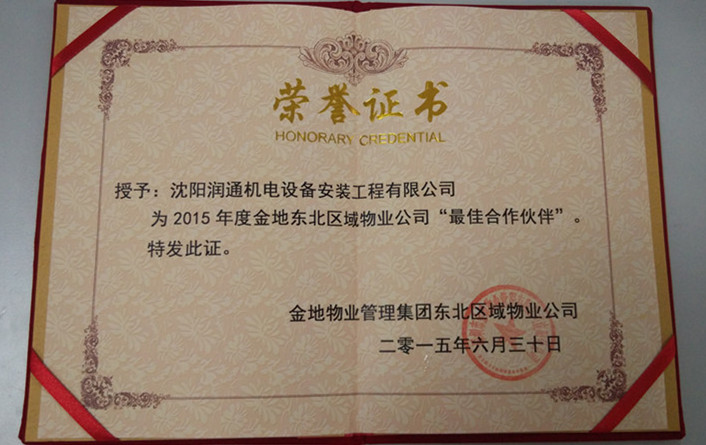 荣誉证书
HONORARY CREDENTIAL
授予：沈阳润通机电设备安装工程有限公司
为 2015 年度金地东北区域物业公司“最佳合作伙伴”。
特发此证。
金地物业管理集团东北区域物业公司
二零一五年六月三十日